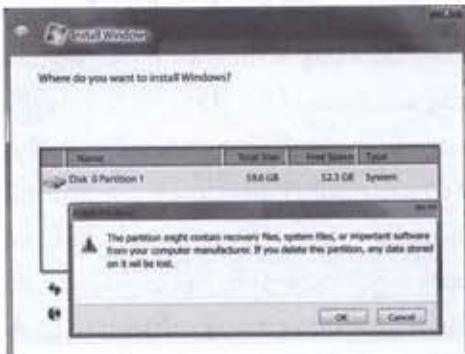 Install Windows
Where do you want to install Windows?
Name Total Size Free Space Type
Disk 0 Partition 1 59.6 GB 52.3 GB System
The partition might contain recovery files, system files, or important software
from your computer manufacturer. If you delete this partition, any data stored
on it will be lost.
OK Cancel